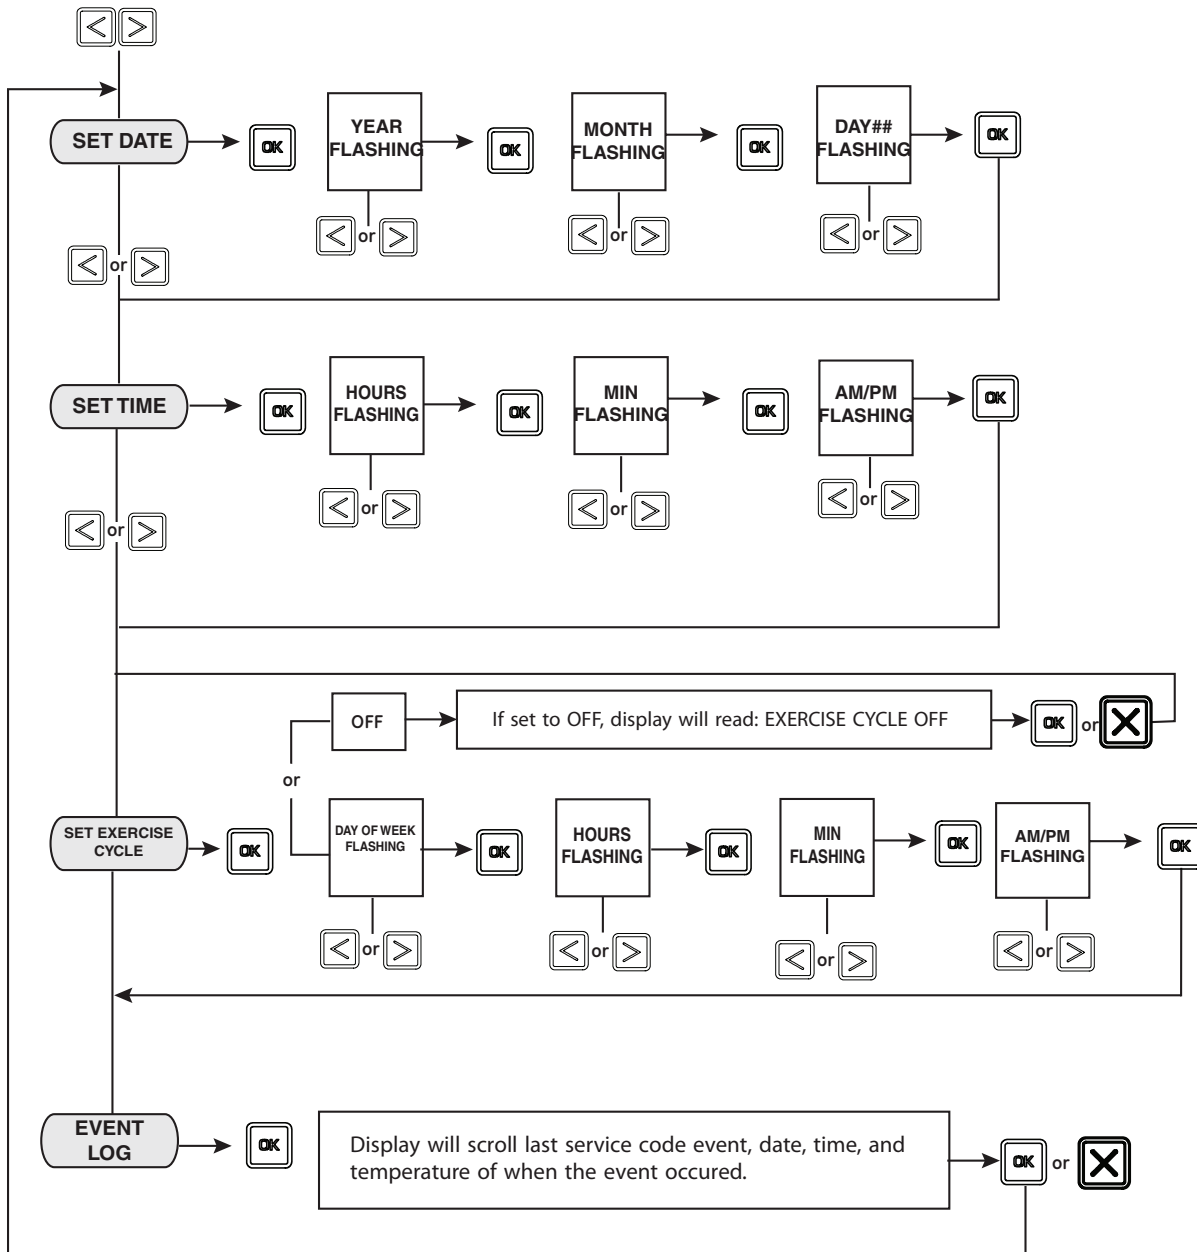 < >
SET DATE
OK
YEAR
FLASHING
OK
MONTH
FLASHING
OK
DAY##
FLASHING
OK
< or >
< or >
< or >
< or >
SET TIME
OK
HOURS
FLASHING
OK
MIN
FLASHING
OK
AM/PM
FLASHING
OK
< or >
< or >
< or >
< or >
OFF
If set to OFF, display will read: EXERCISE CYCLE OFF
OK or X
or
SET EXERCISE
CYCLE
OK
DAY OF WEEK
FLASHING
OK
HOURS
FLASHING
OK
MIN
FLASHING
OK
AM/PM
FLASHING
OK
< or >
< or >
< or >
< or >
EVENT
LOG
OK
Display will scroll last service code event, date, time, and
temperature of when the event occured.
OK or X